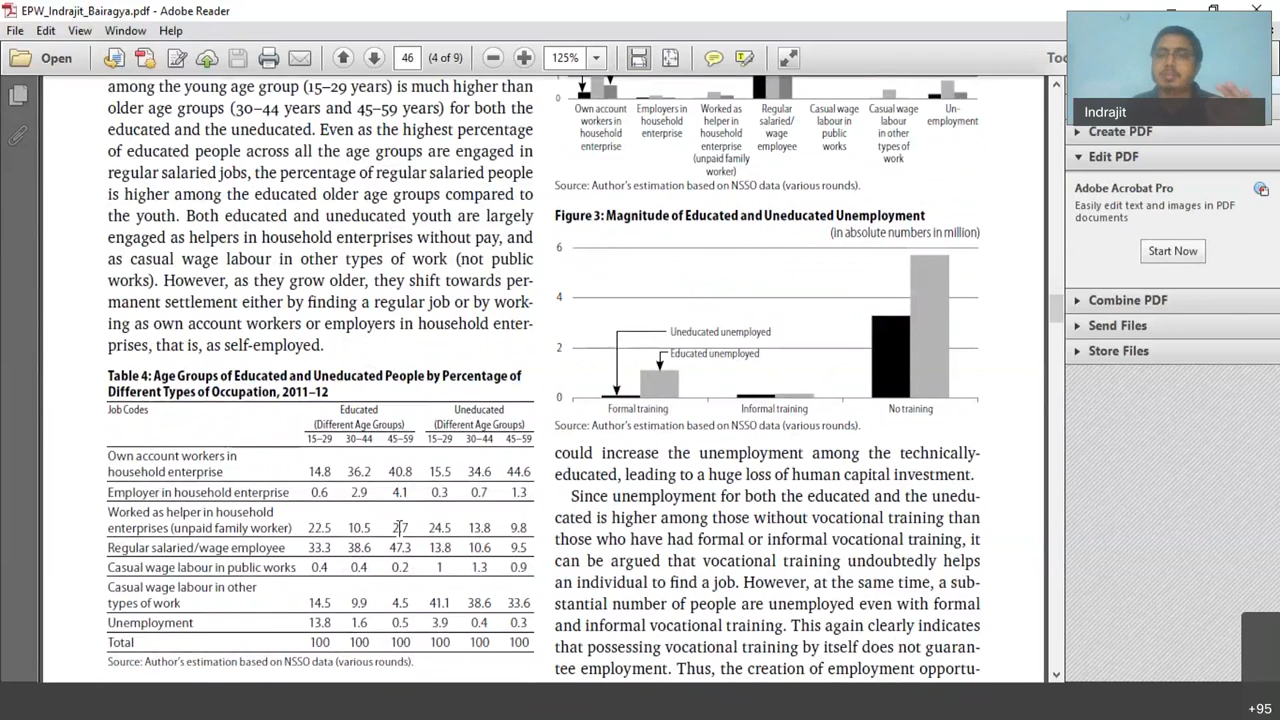 EPW_Indrajit_Bairagya.pdf - Adobe Reader
File Edit View Window Help
Open
46 (4 of 9)
125%
Indrajit
Create PDF
Edit PDF
Adobe Acrobat Pro
Easily edit text and images in PDF
documents
Start Now
Combine PDF
Send Files
Store Files
among the young age group (15–29 years) is much higher than
older age groups (30–44 years and 45–59 years) for both the
educated and the uneducated. Even as the highest percentage
of educated people across all the age groups are engaged in
regular salaried jobs, the percentage of regular salaried people
is higher among the educated older age groups compared to
the youth. Both educated and uneducated youth are largely
engaged as helpers in household enterprises without pay, and
as casual wage labour in other types of work (not public
works). However, as they grow older, they shift towards per-
manent settlement either by finding a regular job or by work-
ing as own account workers or employers in household enter-
prises, that is, as self-employed.
Table 4: Age Groups of Educated and Uneducated People by Percentage of
Different Types of Occupation, 2011–12
Job Codes Educated Uneducated
(Different Age Groups) (Different Age Groups)
15–29 30–44 45–59 15–29 30–44 45–59
Own account workers in
household enterprise 14.8 36.2 40.8 15.5 34.6 44.6
Employer in household enterprise 0.6 2.9 4.1 0.3 0.7 1.3
Worked as helper in household
enterprises (unpaid family worker) 22.5 10.5 2.7 24.5 13.8 9.8
Regular salaried/wage employee 33.3 38.6 47.3 13.8 10.6 9.5
Casual wage labour in public works 0.4 0.4 0.2 1 1.3 0.9
Casual wage labour in other
types of work 14.5 9.9 4.5 41.1 38.6 33.6
Unemployment 13.8 1.6 0.5 3.9 0.4 0.3
Total 100 100 100 100 100 100
Source: Author's estimation based on NSSO data (various rounds).
0
Own account
workers in
household
enterprise
Employers in
household
enterprise
Worked as
helper in
household
enterprise
(unpaid family
worker)
Regular
salaried/
wage
employee
Casual wage
labour in
public
works
Casual wage
labour
in other
types of
work
Un-
employment
Source: Author's estimation based on NSSO data (various rounds).
Figure 3: Magnitude of Educated and Uneducated Unemployment
(in absolute numbers in million)
6
4
2
0
Uneducated unemployed
Educated unemployed
Formal training Informal training No training
Source: Author's estimation based on NSSO data (various rounds).
could increase the unemployment among the technically-
educated, leading to a huge loss of human capital investment.
Since unemployment for both the educated and the unedu-
cated is higher among those without vocational training than
those who have had formal or informal vocational training, it
can be argued that vocational training undoubtedly helps
an individual to find a job. However, at the same time, a sub-
stantial number of people are unemployed even with formal
and informal vocational training. This again clearly indicates
that possessing vocational training by itself does not guaran-
tee employment. Thus, the creation of employment opportu-
+95